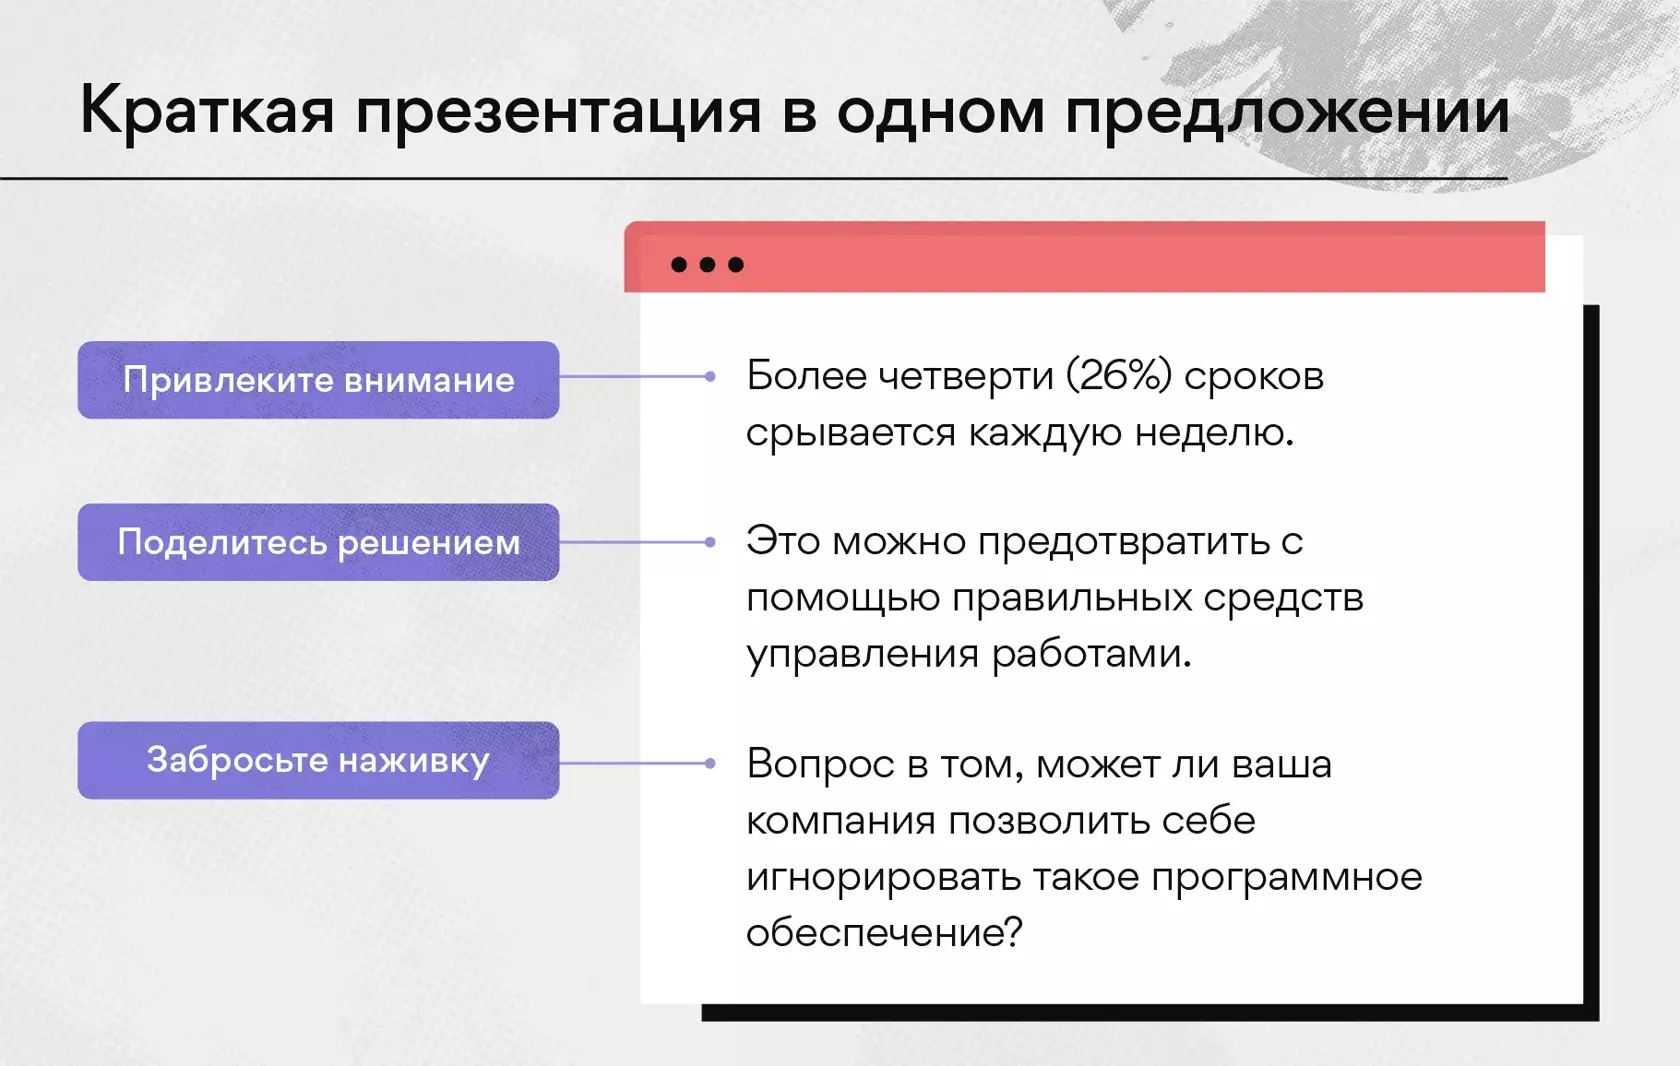 Краткая презентация в одном предложении
Привлеките внимание
Более четверти (26%) сроков
срывается каждую неделю.
Поделитесь решением
Это можно предотвратить с
помощью правильных средств
управления работами.
Забросьте наживку
Вопрос в том, может ли ваша
компания позволить себе
игнорировать такое программное
обеспечение?